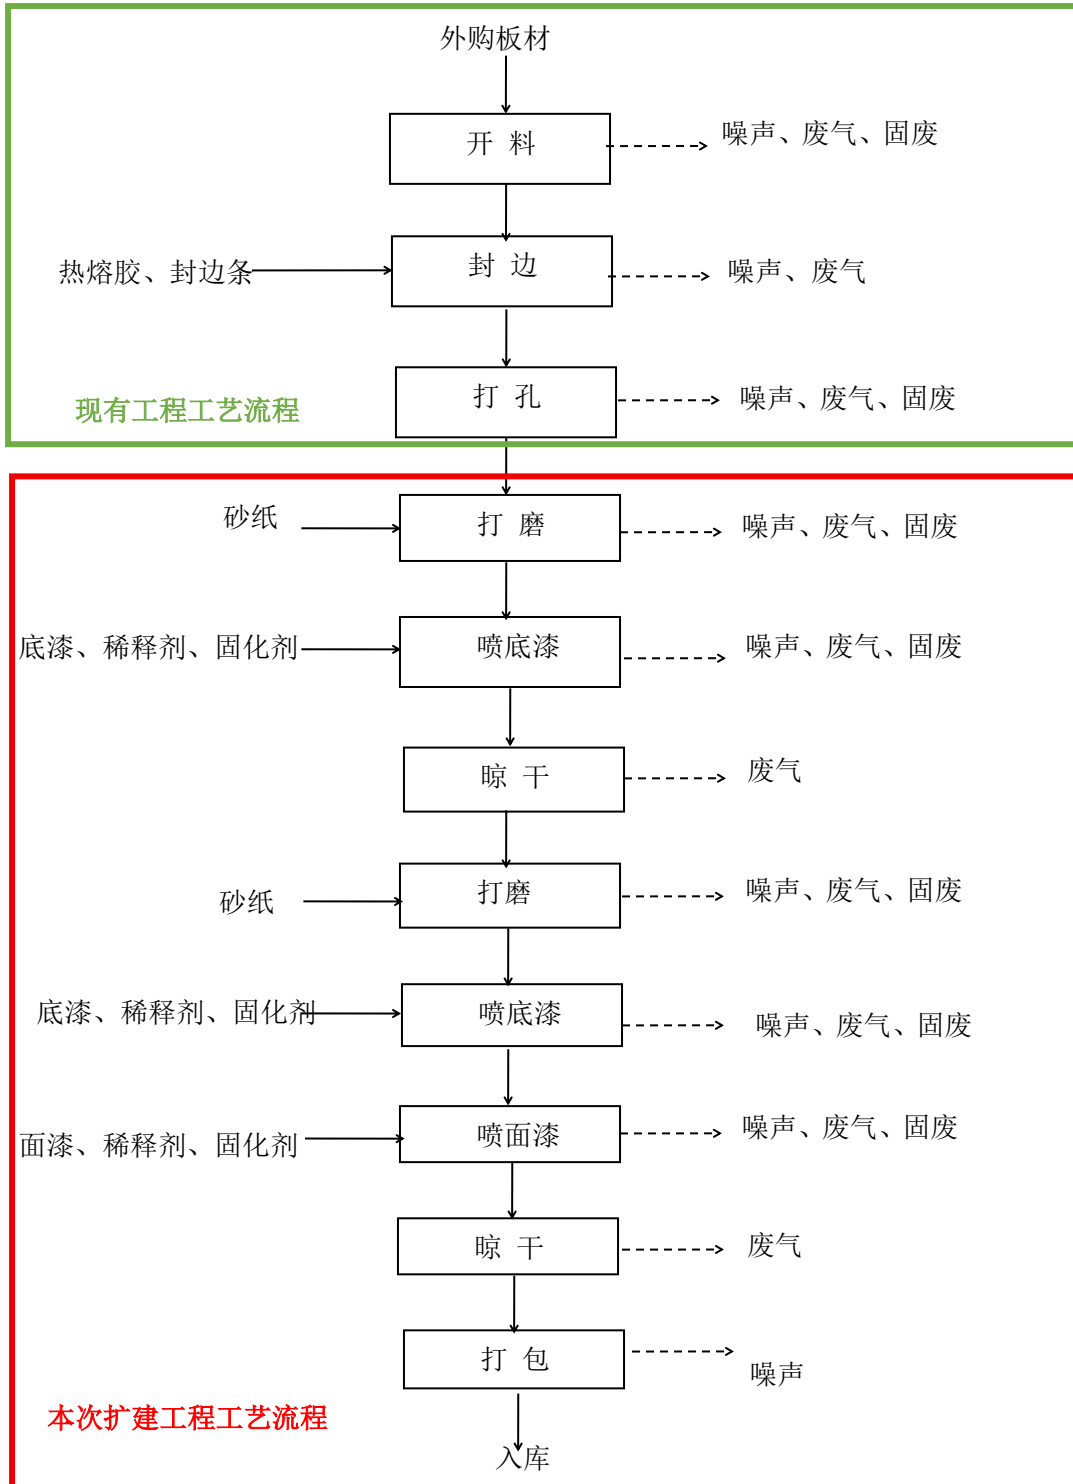 外购板材
开 料
噪声、废气、固废
热熔胶、封边条
封 边
噪声、废气
打 孔
噪声、废气、固废
现有工程工艺流程
砂纸
打 磨
噪声、废气、固废
底漆、稀释剂、固化剂
喷底漆
噪声、废气、固废
晾 干
废气
砂纸
打磨
噪声、废气、固废
底漆、稀释剂、固化剂
喷底漆
噪声、废气、固废
面漆、稀释剂、固化剂
喷面漆
噪声、废气、固废
晾 干
废气
打 包
噪声
本次扩建工程工艺流程
入库